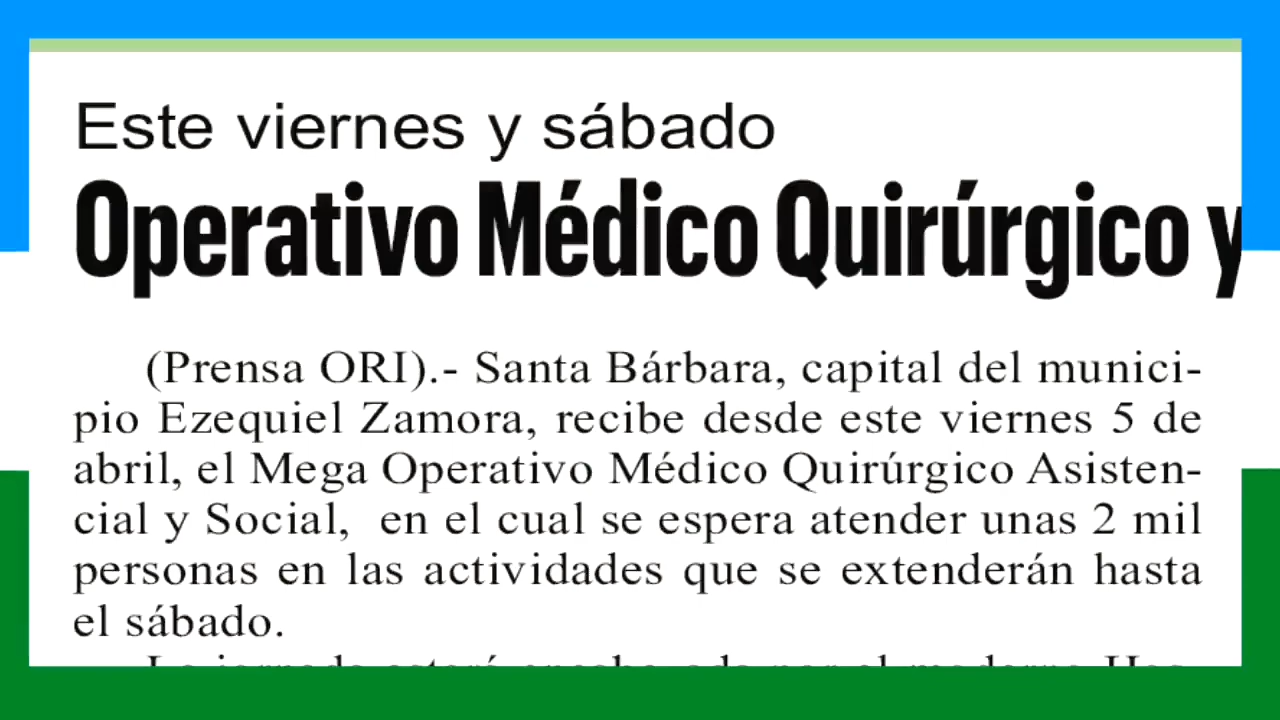 Este viernes y sábado
Operativo Médico Quirúrgico y
(Prensa ORI).- Santa Bárbara, capital del munici-
pio Ezequiel Zamora, recibe desde este viernes 5 de
abril, el Mega Operativo Médico Quirúrgico Asisten-
cial y Social, en el cual se espera atender unas 2 mil
personas en las actividades que se extenderán hasta
el sábado.